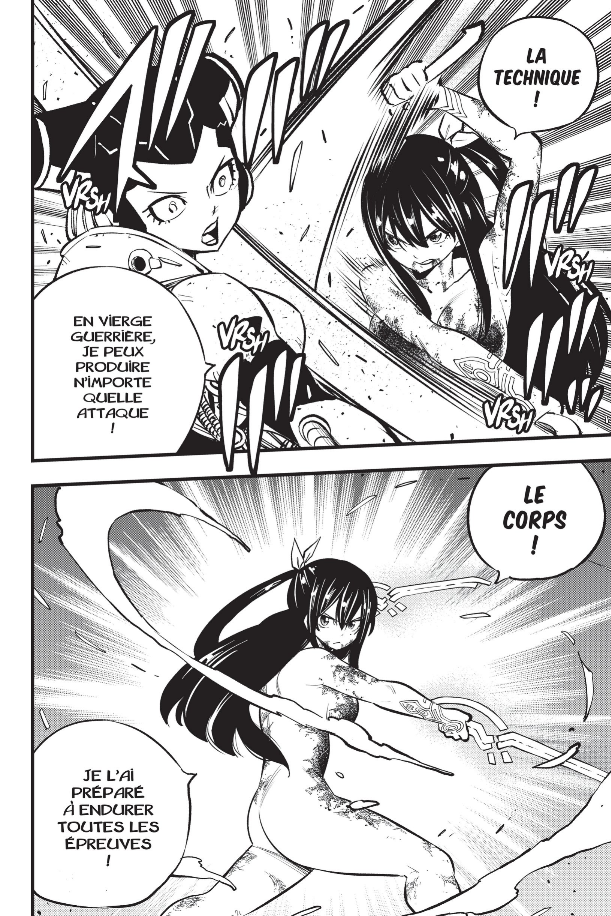 LA
TECHNIQUE
!
VRSH
VRSH
VRSH
VRSH
EN VIERGE
GUERRIÈRE,
JE PEUX
PRODUIRE
N'IMPORTE
QUELLE
ATTAQUE
!
LE
CORPS
!
JE L'AI
PRÉPARÉ
À ENDURER
TOUTES LES
ÉPREUVES
!